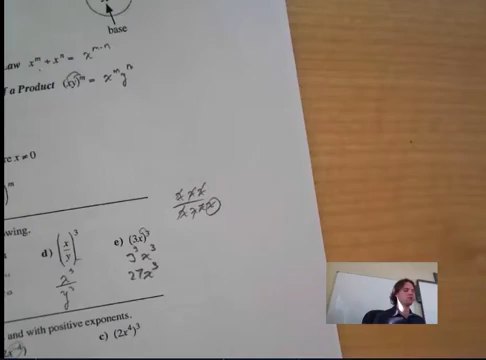 base
Law x^m ÷ x^n = x^{m-n}
f a Product (xy)^m = x^m y^m
re x ≠ 0
)^m
x x x
x x x x
wing.
d) (x/y)^3 e) (3x)^3
x^3/y^3 3^3 x^3
27x^3
and with positive exponents.
c) (2x^4)^3